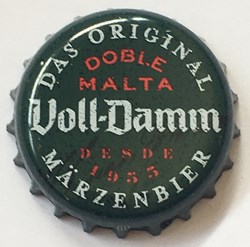 DAS ORIGINAL
DOBLE
MALTA
Voll-Damm
DESDE
1955
MÄRZENBIER